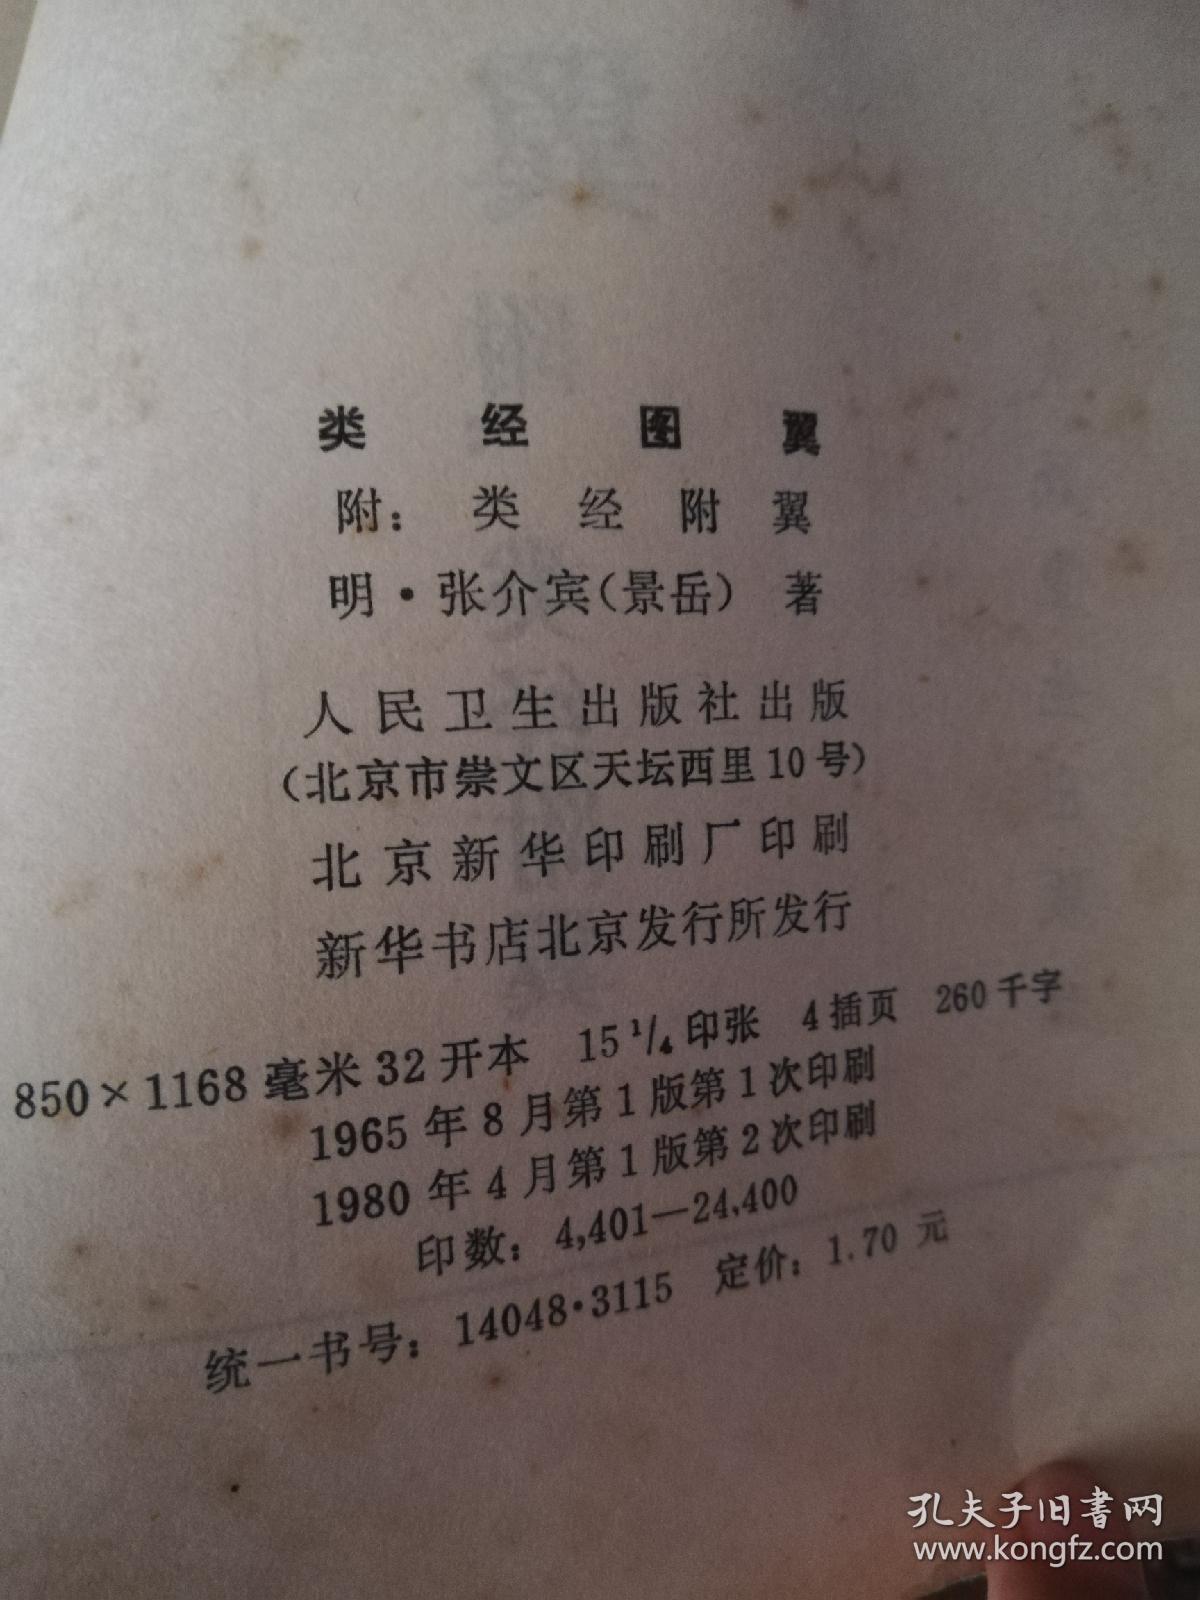 类经图翼
附：类经附翼
明·张介宾（景岳）著
人民卫生出版社出版
（北京市崇文区天坛西里10号）
北京新华印刷厂印刷
新华书店北京发行所发行
850×1168毫米32开本 15 1/4印张 4插页 260千字
1965年8月第1版第1次印刷
1980年4月第1版第2次印刷
印数：4,401—24,400
统一书号：14048·3115 定价：1.70元
孔夫子旧书网
www.kongfz.com